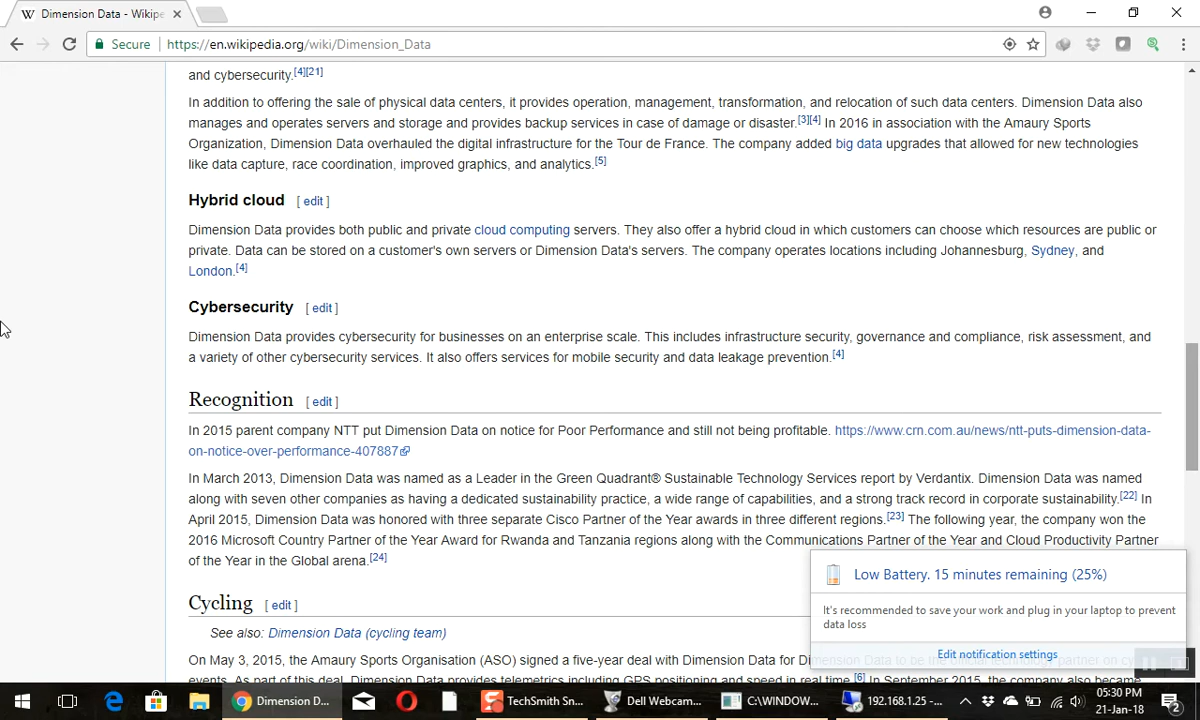 Dimension Data - Wikipe
Secure
https://en.wikipedia.org/wiki/Dimension_Data
and cybersecurity.[4][21]
In addition to offering the sale of physical data centers, it provides operation, management, transformation, and relocation of such data centers. Dimension Data also
manages and operates servers and storage and provides backup services in case of damage or disaster.[3][4] In 2016 in association with the Amaury Sports
Organization, Dimension Data overhauled the digital infrastructure for the Tour de France. The company added big data upgrades that allowed for new technologies
like data capture, race coordination, improved graphics, and analytics.[5]
Hybrid cloud [ edit ]
Dimension Data provides both public and private cloud computing servers. They also offer a hybrid cloud in which customers can choose which resources are public or
private. Data can be stored on a customer's own servers or Dimension Data's servers. The company operates locations including Johannesburg, Sydney, and
London.[4]
Cybersecurity [ edit ]
Dimension Data provides cybersecurity for businesses on an enterprise scale. This includes infrastructure security, governance and compliance, risk assessment, and
a variety of other cybersecurity services. It also offers services for mobile security and data leakage prevention.[4]
Recognition [ edit ]
In 2015 parent company NTT put Dimension Data on notice for Poor Performance and still not being profitable. https://www.crn.com.au/news/ntt-puts-dimension-data-
on-notice-over-performance-407887
In March 2013, Dimension Data was named as a Leader in the Green Quadrant® Sustainable Technology Services report by Verdantix. Dimension Data was named
along with seven other companies as having a dedicated sustainability practice, a wide range of capabilities, and a strong track record in corporate sustainability.[22] In
April 2015, Dimension Data was honored with three separate Cisco Partner of the Year awards in three different regions.[23] The following year, the company won the
2016 Microsoft Country Partner of the Year Award for Rwanda and Tanzania regions along with the Communications Partner of the Year and Cloud Productivity Partner
of the Year in the Global arena.[24]
Low Battery. 15 minutes remaining (25%)
It's recommended to save your work and plug in your laptop to prevent
data loss
Edit notification settings
Cycling [ edit ]
See also: Dimension Data (cycling team)
On May 3, 2015, the Amaury Sports Organisation (ASO) signed a five-year deal with Dimension Data for Dimension Data to be the official technology partner on cy
events. As part of this deal, Dimension Data provides telemetrics including GPS positioning and speed in real time.[6] In September 2015, the company also became
Dimension D...
TechSmith Sn...
Dell Webcam...
C:\WINDOW...
192.168.1.25 -...
05:30 PM
21-Jan-18
2